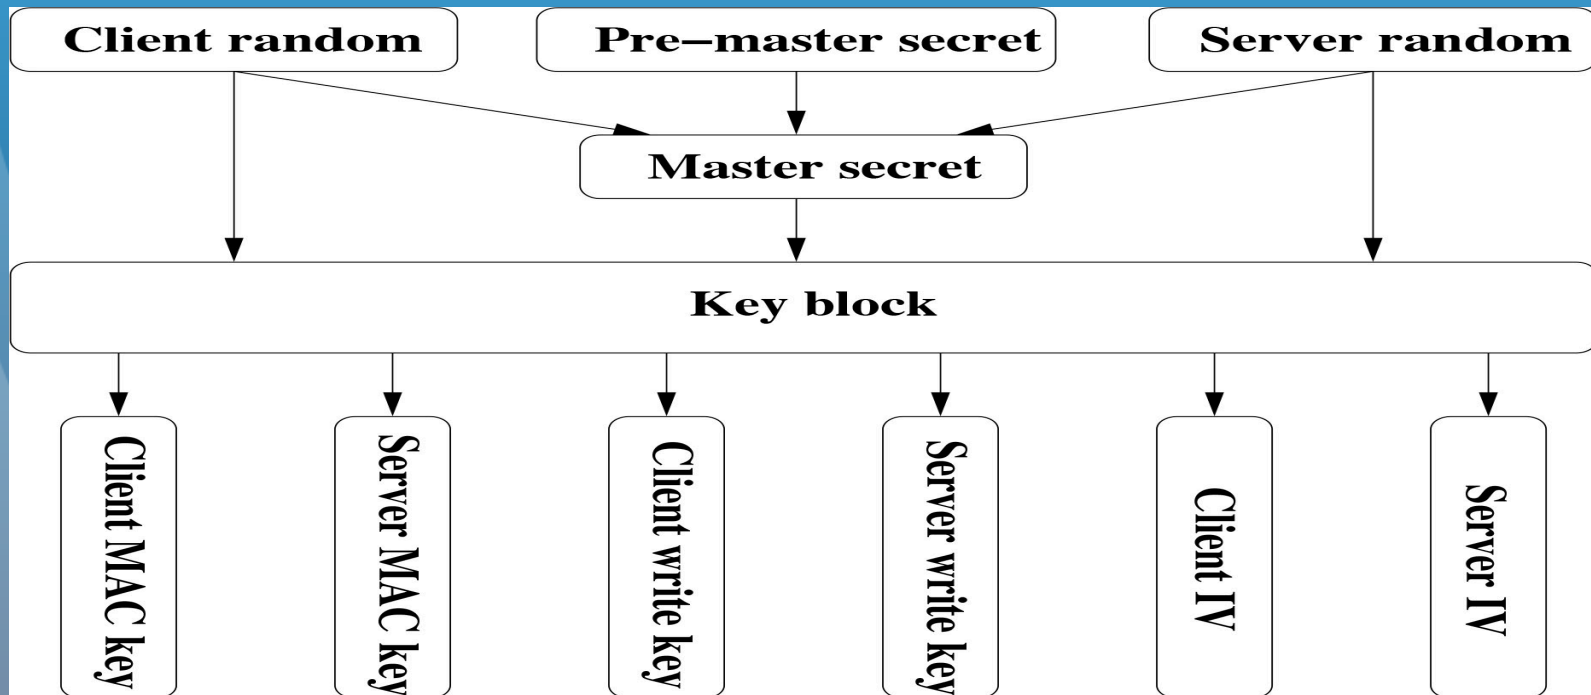 Client random
Pre-master secret
Server random
Master secret
Key block
Client MAC key
Server MAC key
Client write key
Server write key
Client IV
Server IV